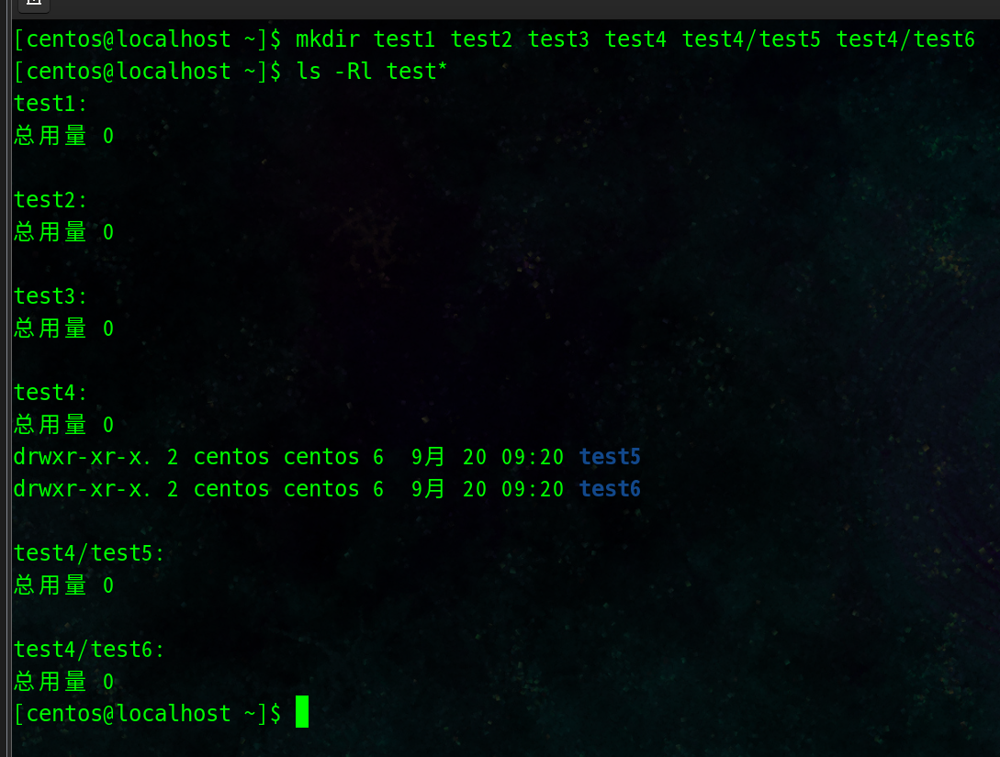 [centos@localhost ~]$ mkdir test1 test2 test3 test4 test4/test5 test4/test6
[centos@localhost ~]$ ls -Rl test*
test1:
总用量 0
test2:
总用量 0
test3:
总用量 0
test4:
总用量 0
drwxr-xr-x. 2 centos centos 6  9月 20 09:20 test5
drwxr-xr-x. 2 centos centos 6  9月 20 09:20 test6
test4/test5:
总用量 0
test4/test6:
总用量 0
[centos@localhost ~]$